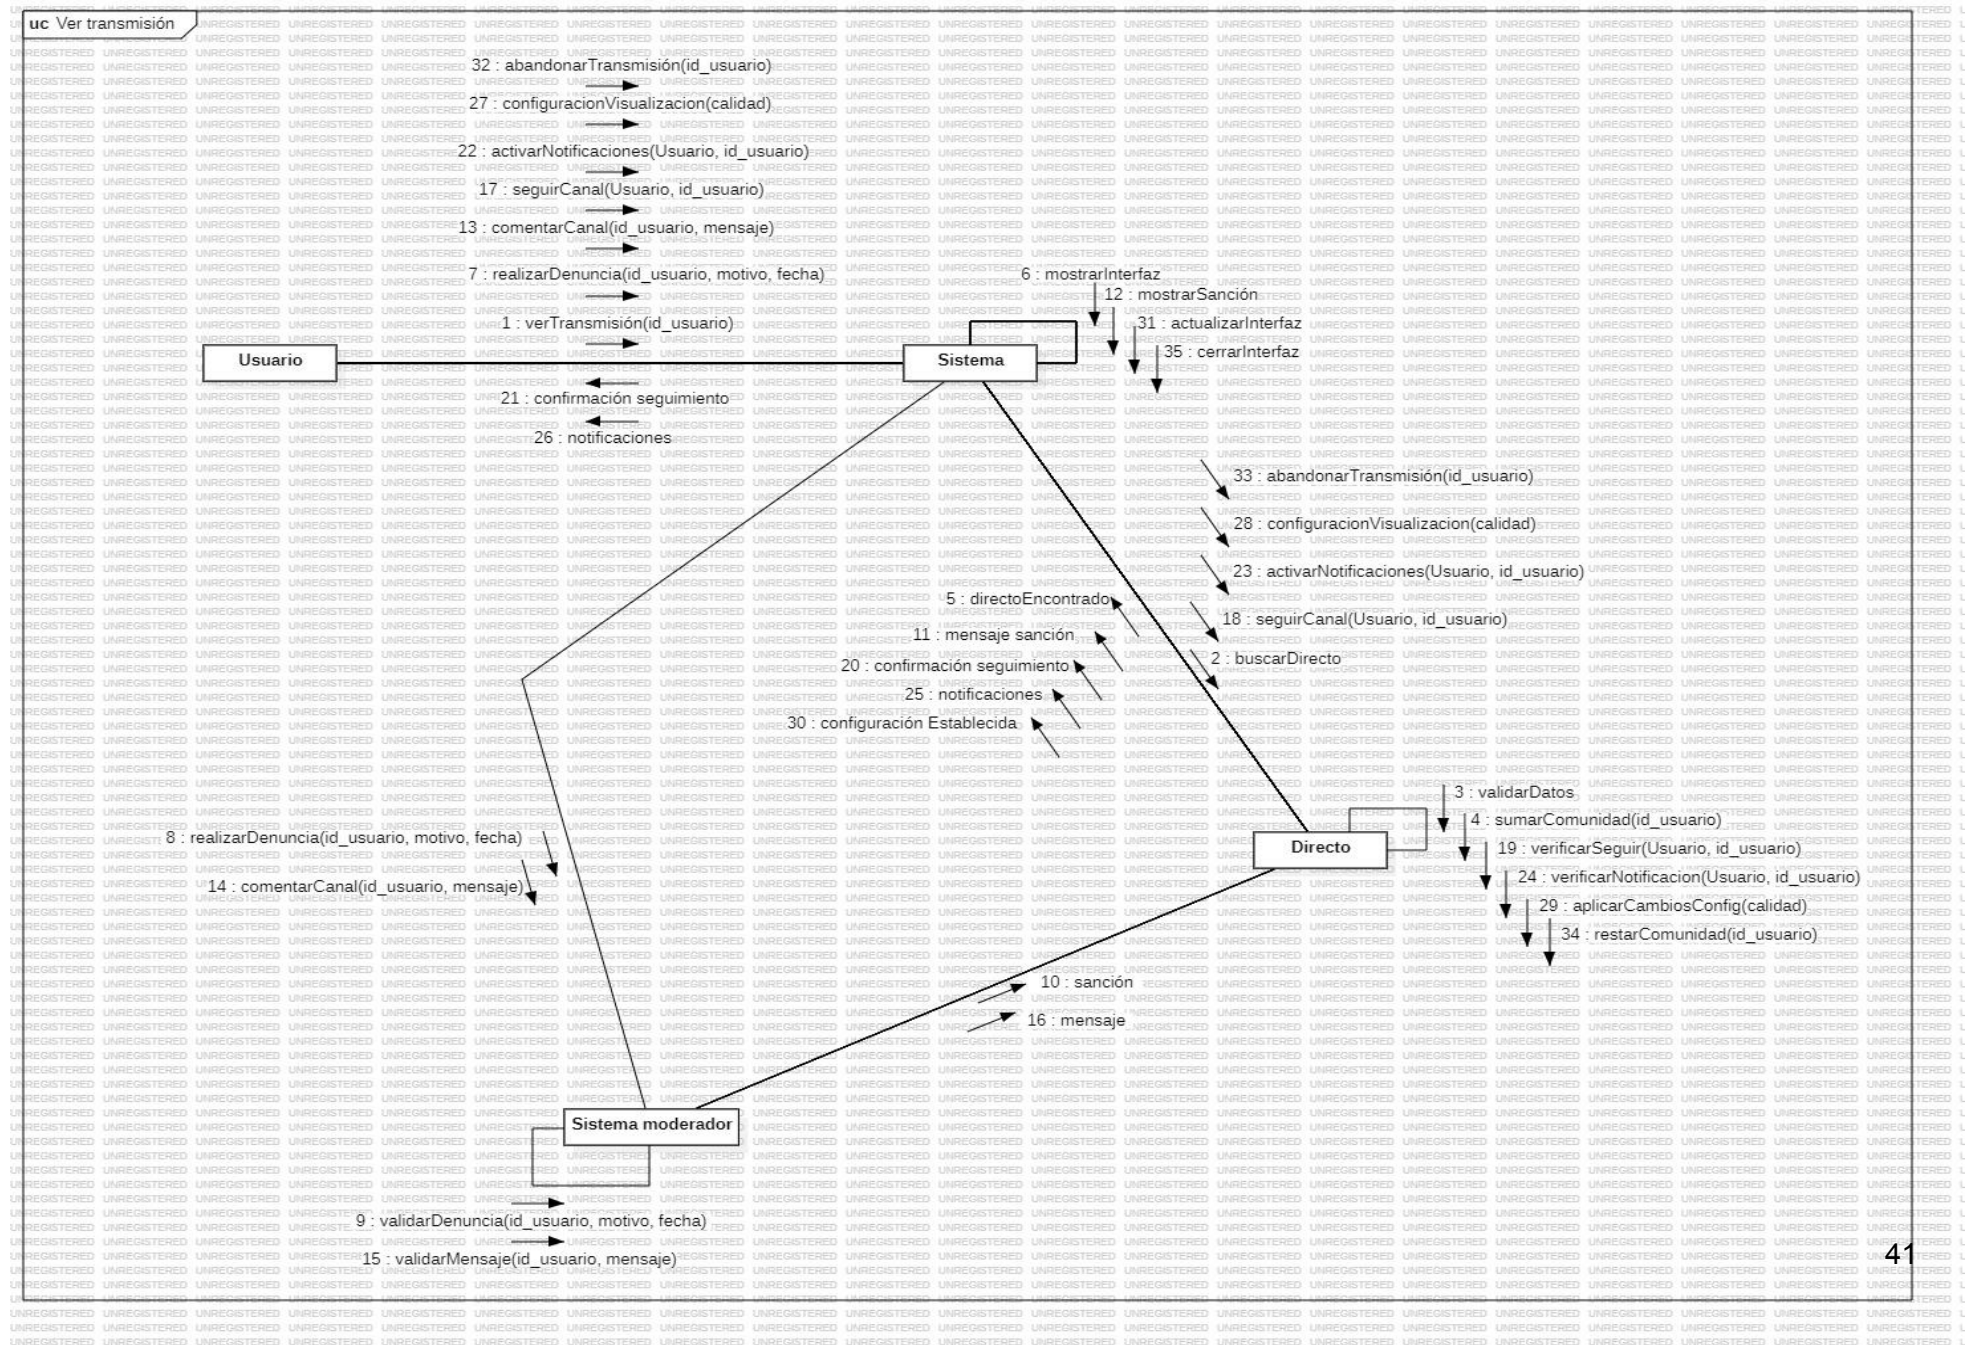 uc Ver transmisión
32 : abandonarTransmisión(id_usuario)
27 : configuracionVisualizacion(calidad)
22 : activarNotificaciones(Usuario, id_usuario)
17 : seguirCanal(Usuario, id_usuario)
13 : comentarCanal(id_usuario, mensaje)
7 : realizarDenuncia(id_usuario, motivo, fecha)
1 : verTransmisión(id_usuario)
6 : mostrarInterfaz
12 : mostrarSanción
31 : actualizarInterfaz
35 : cerrarInterfaz
Usuario
Sistema
21 : confirmación seguimiento
26 : notificaciones
33 : abandonarTransmisión(id_usuario)
28 : configuracionVisualizacion(calidad)
23 : activarNotificaciones(Usuario, id_usuario)
18 : seguirCanal(Usuario, id_usuario)
2 : buscarDirecto
5 : directoEncontrado
11 : mensaje sanción
20 : confirmación seguimiento
25 : notificaciones
30 : configuración Establecida
3 : validarDatos
4 : sumarComunidad(id_usuario)
19 : verificarSeguir(Usuario, id_usuario)
24 : verificarNotificacion(Usuario, id_usuario)
29 : aplicarCambiosConfig(calidad)
34 : restarComunidad(id_usuario)
Directo
8 : realizarDenuncia(id_usuario, motivo, fecha)
14 : comentarCanal(id_usuario, mensaje)
10 : sanción
16 : mensaje
Sistema moderador
9 : validarDenuncia(id_usuario, motivo, fecha)
15 : validarMensaje(id_usuario, mensaje)
41
UNREGISTERED